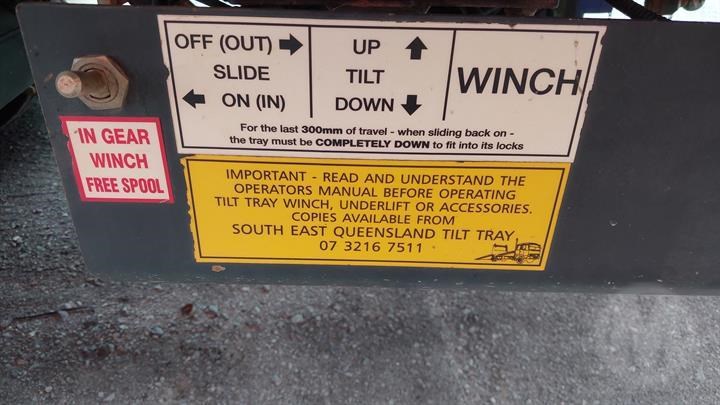 OFF (OUT) ➡
SLIDE
⬅ ON (IN)
UP ⬆
TILT
DOWN ⬇
WINCH
For the last 300mm of travel - when sliding back on -
the tray must be COMPLETELY DOWN to fit into its locks
IN GEAR
WINCH
FREE SPOOL
IMPORTANT - READ AND UNDERSTAND THE
OPERATORS MANUAL BEFORE OPERATING
TILT TRAY WINCH, UNDERLIFT OR ACCESSORIES.
COPIES AVAILABLE FROM
SOUTH EAST QUEENSLAND TILT TRAY
07 3216 7511